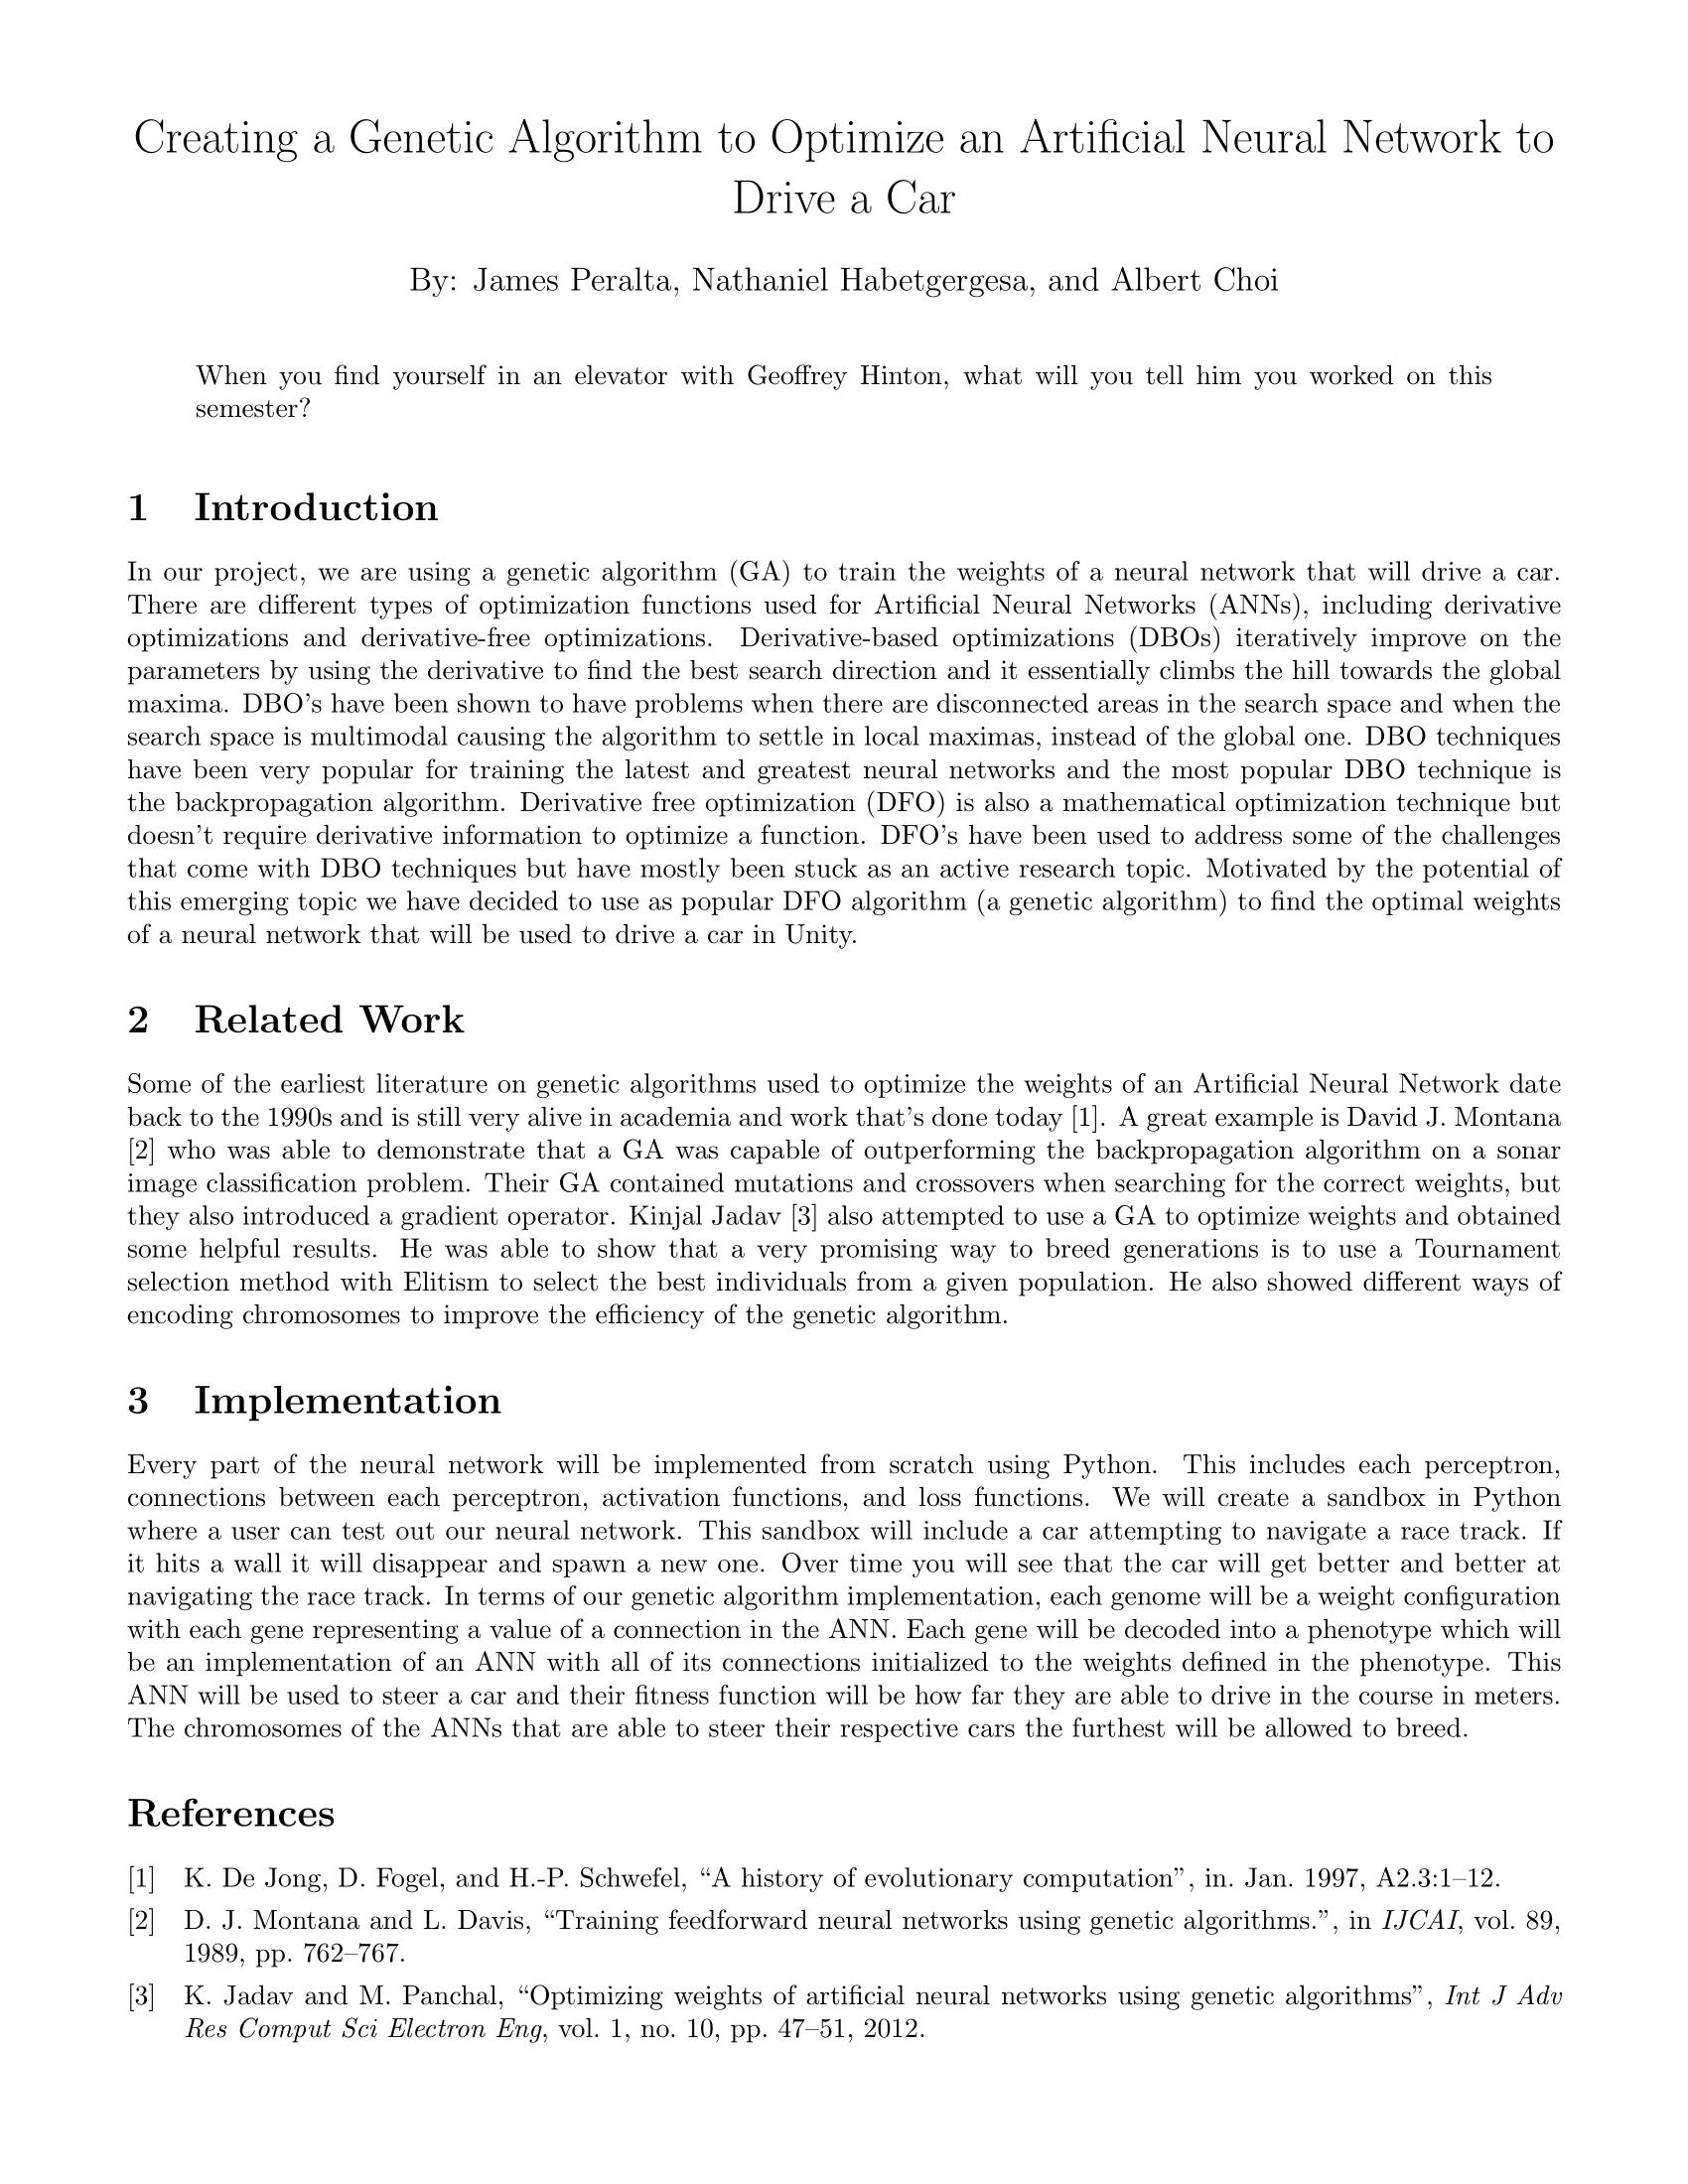 Creating a Genetic Algorithm to Optimize an Artificial Neural Network to
Drive a Car
By: James Peralta, Nathaniel Habetgergesa, and Albert Choi
When you find yourself in an elevator with Geoffrey Hinton, what will you tell him you worked on this
semester?
1 Introduction
In our project, we are using a genetic algorithm (GA) to train the weights of a neural network that will drive a car.
There are different types of optimization functions used for Artificial Neural Networks (ANNs), including derivative
optimizations and derivative-free optimizations. Derivative-based optimizations (DBOs) iteratively improve on the
parameters by using the derivative to find the best search direction and it essentially climbs the hill towards the global
maxima. DBO's have been shown to have problems when there are disconnected areas in the search space and when the
search space is multimodal causing the algorithm to settle in local maximas, instead of the global one. DBO techniques
have been very popular for training the latest and greatest neural networks and the most popular DBO technique is
the backpropagation algorithm. Derivative free optimization (DFO) is also a mathematical optimization technique but
doesn't require derivative information to optimize a function. DFO's have been used to address some of the challenges
that come with DBO techniques but have mostly been stuck as an active research topic. Motivated by the potential of
this emerging topic we have decided to use as popular DFO algorithm (a genetic algorithm) to find the optimal weights
of a neural network that will be used to drive a car in Unity.
2 Related Work
Some of the earliest literature on genetic algorithms used to optimize the weights of an Artificial Neural Network date
back to the 1990s and is still very alive in academia and work that's done today [1]. A great example is David J. Montana
[2] who was able to demonstrate that a GA was capable of outperforming the backpropagation algorithm on a sonar
image classification problem. Their GA contained mutations and crossovers when searching for the correct weights, but
they also introduced a gradient operator. Kinjal Jadav [3] also attempted to use a GA to optimize weights and obtained
some helpful results. He was able to show that a very promising way to breed generations is to use a Tournament
selection method with Elitism to select the best individuals from a given population. He also showed different ways of
encoding chromosomes to improve the efficiency of the genetic algorithm.
3 Implementation
Every part of the neural network will be implemented from scratch using Python. This includes each perceptron,
connections between each perceptron, activation functions, and loss functions. We will create a sandbox in Python
where a user can test out our neural network. This sandbox will include a car attempting to navigate a race track. If
it hits a wall it will disappear and spawn a new one. Over time you will see that the car will get better and better at
navigating the race track. In terms of our genetic algorithm implementation, each genome will be a weight configuration
with each gene representing a value of a connection in the ANN. Each gene will be decoded into a phenotype which will
be an implementation of an ANN with all of its connections initialized to the weights defined in the phenotype. This
ANN will be used to steer a car and their fitness function will be how far they are able to drive in the course in meters.
The chromosomes of the ANNs that are able to steer their respective cars the furthest will be allowed to breed.
References
[1] K. De Jong, D. Fogel, and H.-P. Schwefel, “A history of evolutionary computation”, in. Jan. 1997, A2.3:1–12.
[2] D. J. Montana and L. Davis, “Training feedforward neural networks using genetic algorithms.”, in IJCAI, vol. 89,
1989, pp. 762–767.
[3] K. Jadav and M. Panchal, “Optimizing weights of artificial neural networks using genetic algorithms”, Int J Adv
Res Comput Sci Electron Eng, vol. 1, no. 10, pp. 47–51, 2012.